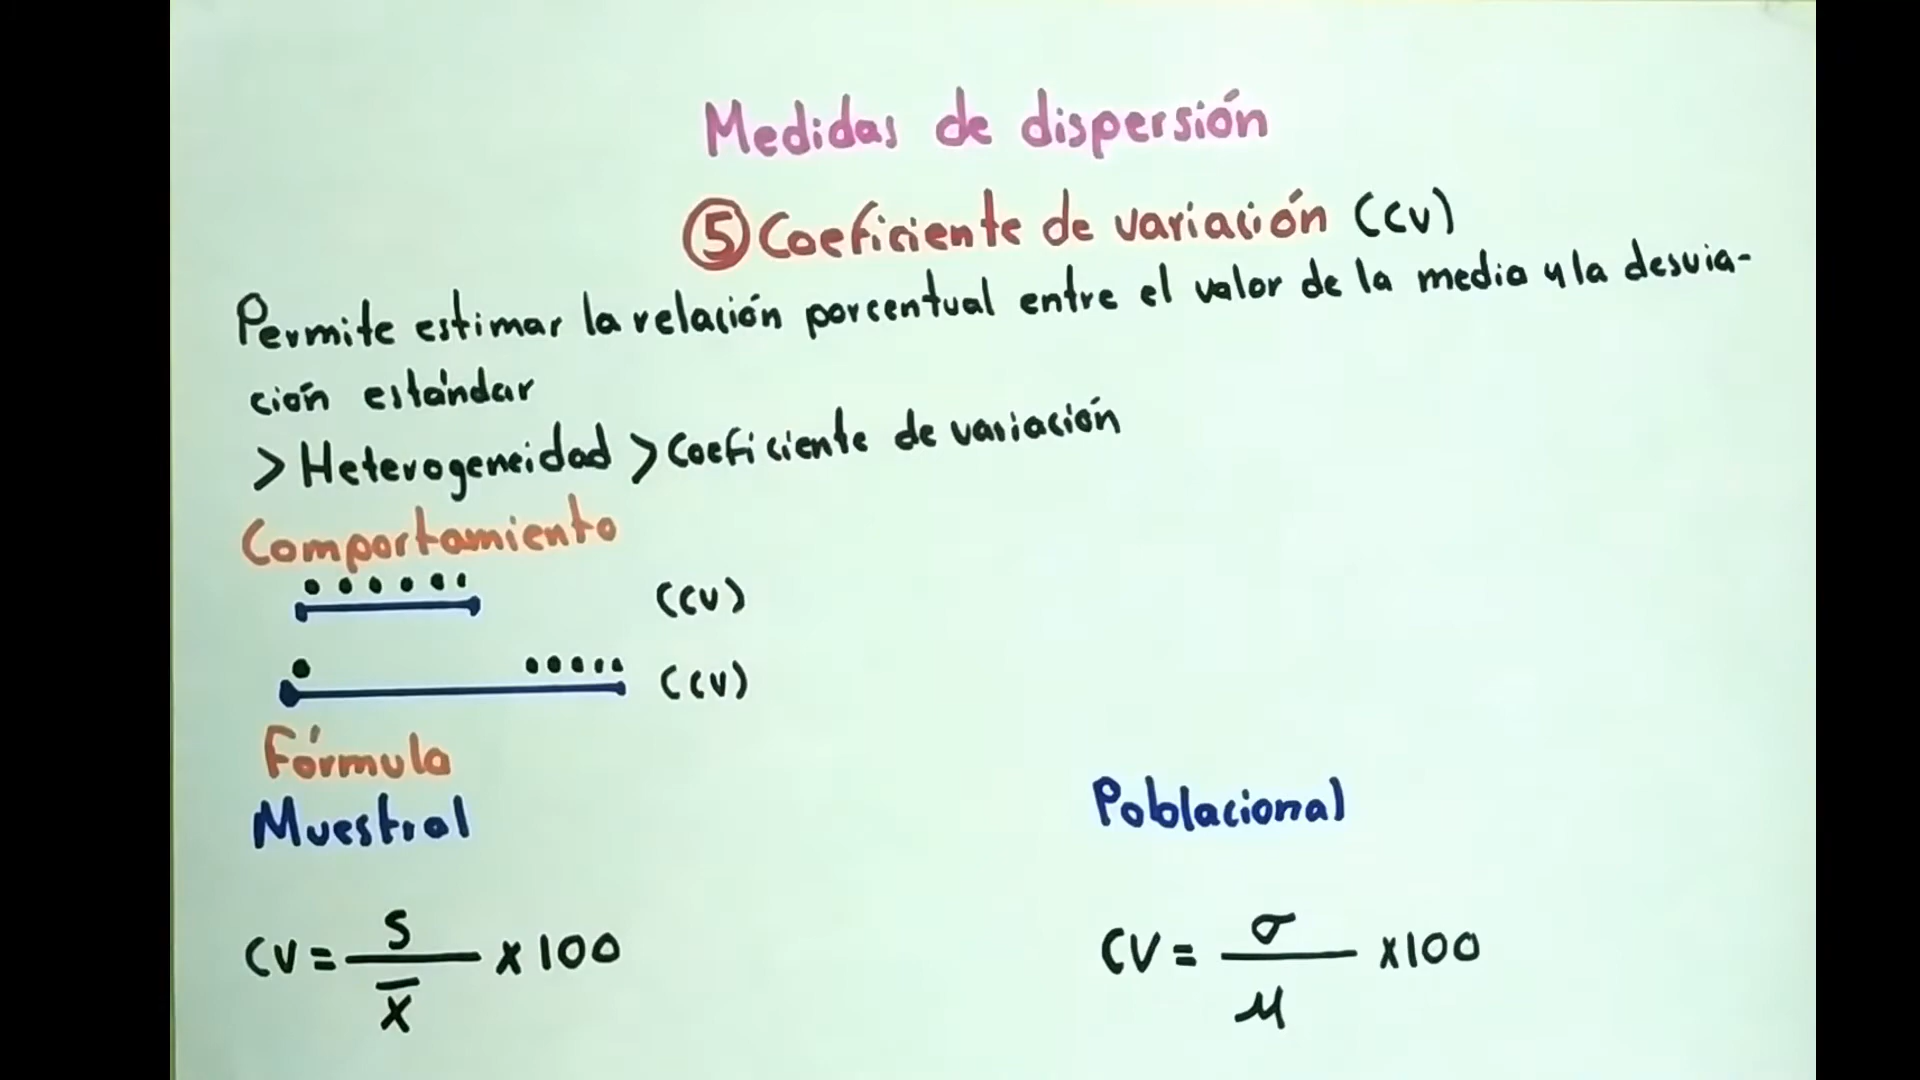 Medidas de dispersión
⑤ Coeficiente de variación (CV)
Permite estimar la relación porcentual entre el valor de la media y la desvia-
ción estándar
> Heterogeneidad > Coeficiente de variación
Comportamiento
(CV)
(CV)
Fórmula
Muestral
Poblacional
CV = s / x̄ x 100
CV = σ / μ x 100